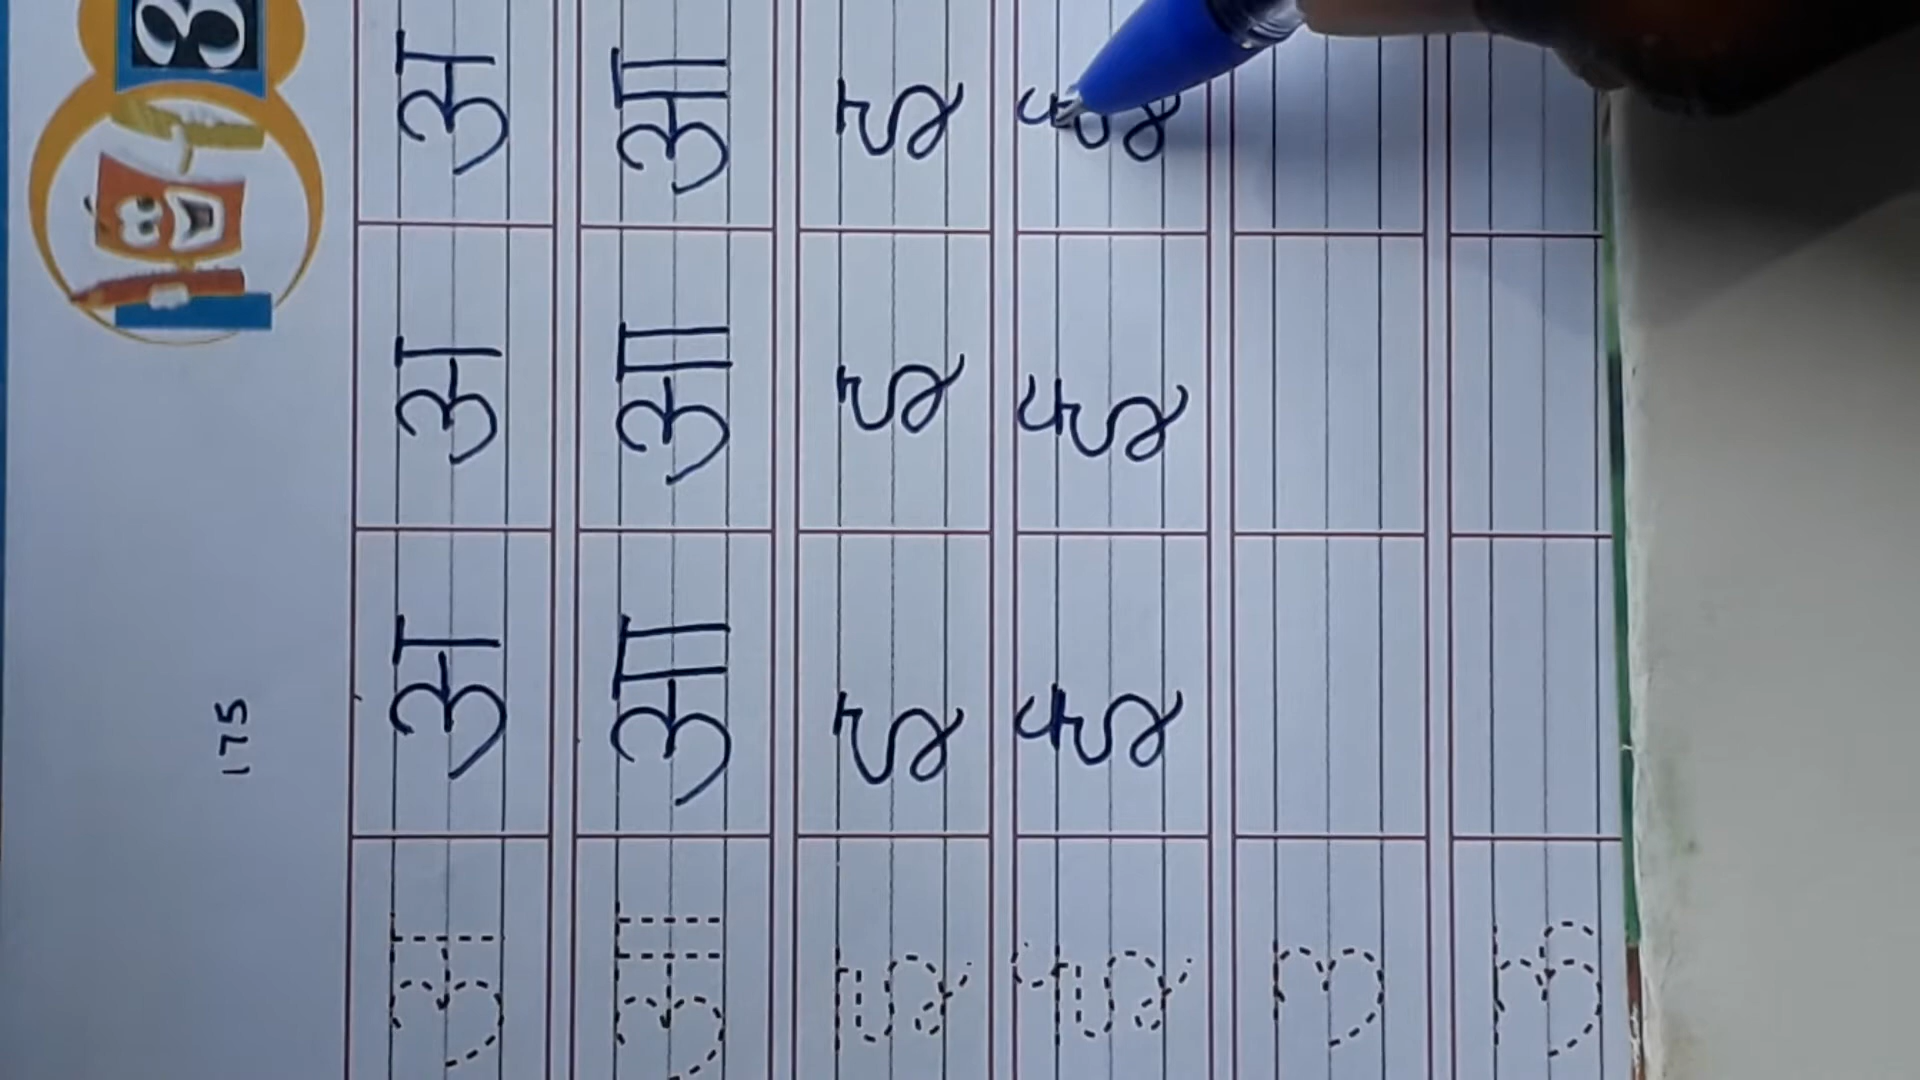 175
अ अ अ अ
आ आ आ आ
इ इ इ इ
ई ई ई ई
उ
ऊ